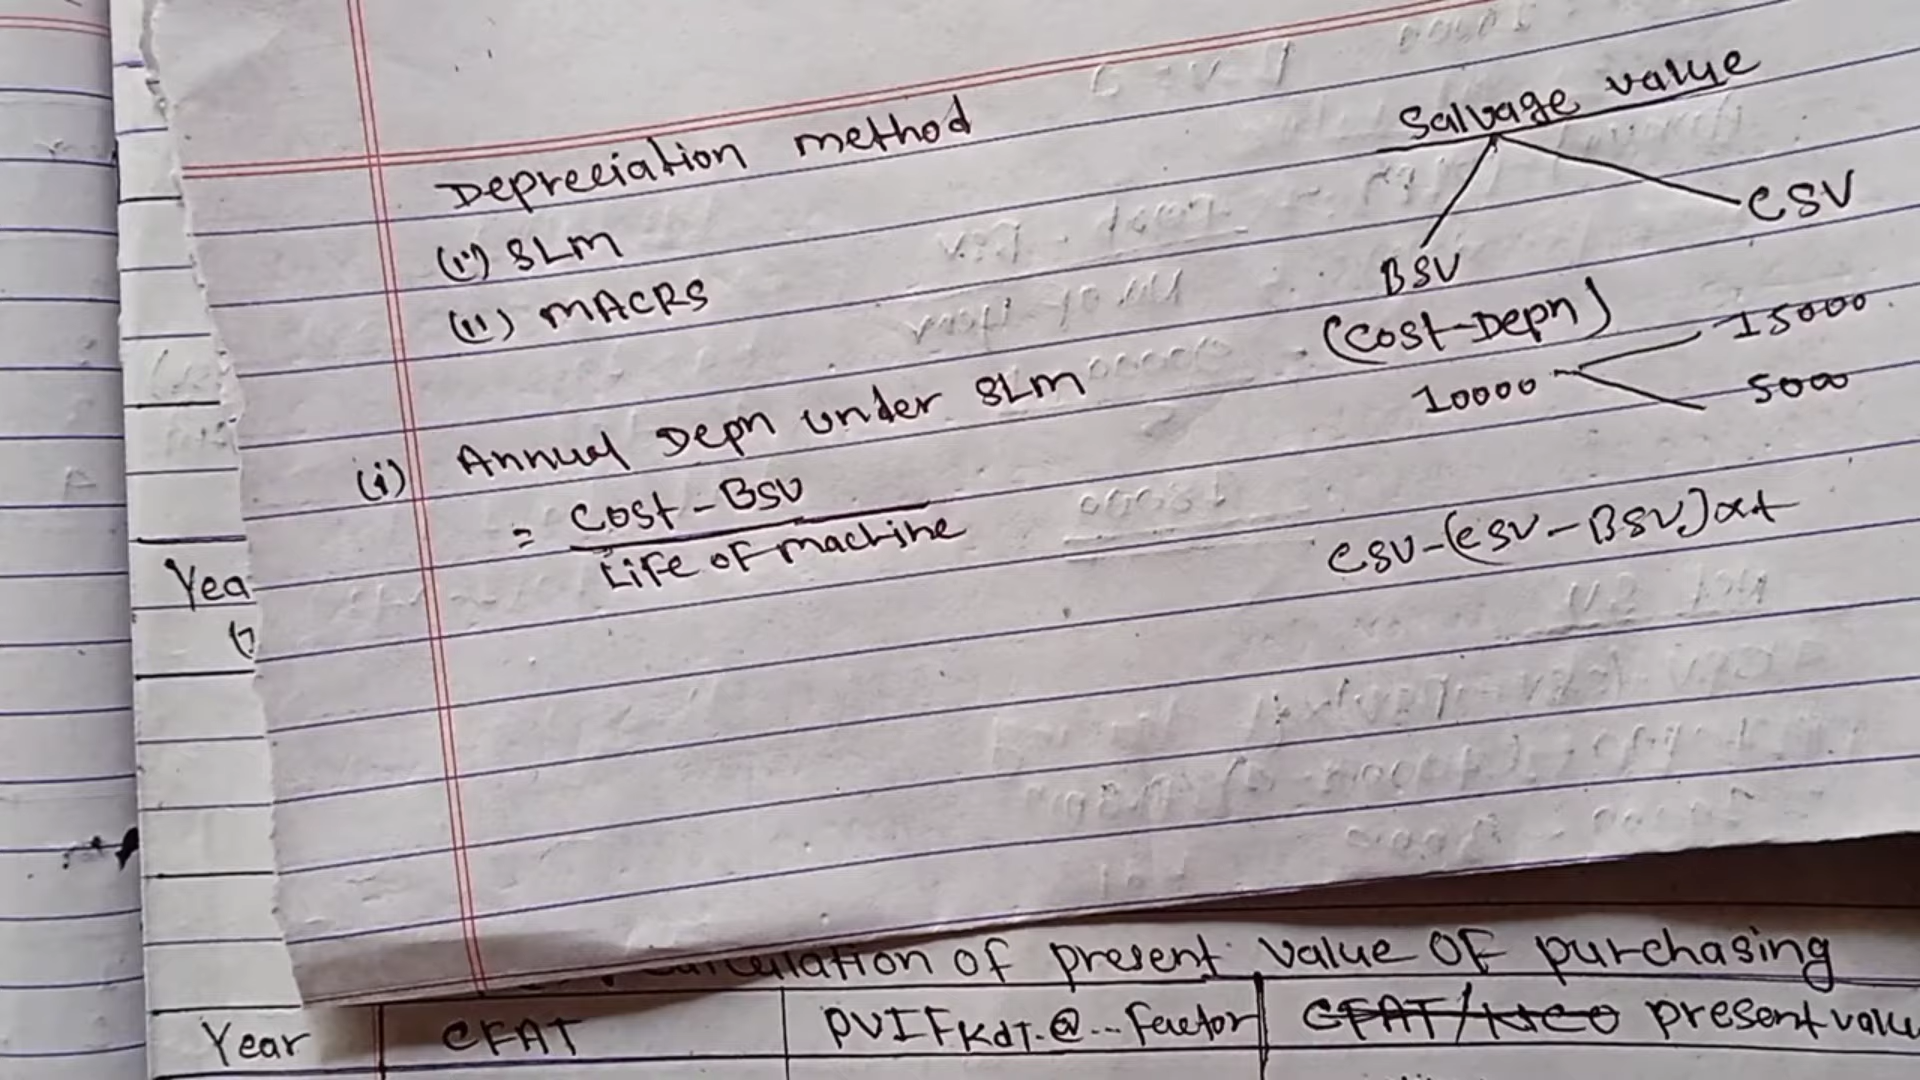 Depreciation method
(i) SLM
(ii) MACRS
(i) Annual Depn under SLM
= Cost - BSV
Life of machine
Salvage value
BSV
CSV
(Cost-Depn)
10000
15000
5000
CSV-(CSV-BSV)xt
Yea
of present value OF purchasing
Year CFAT PVIFKdT.@... factor CFAT/NCO present valu